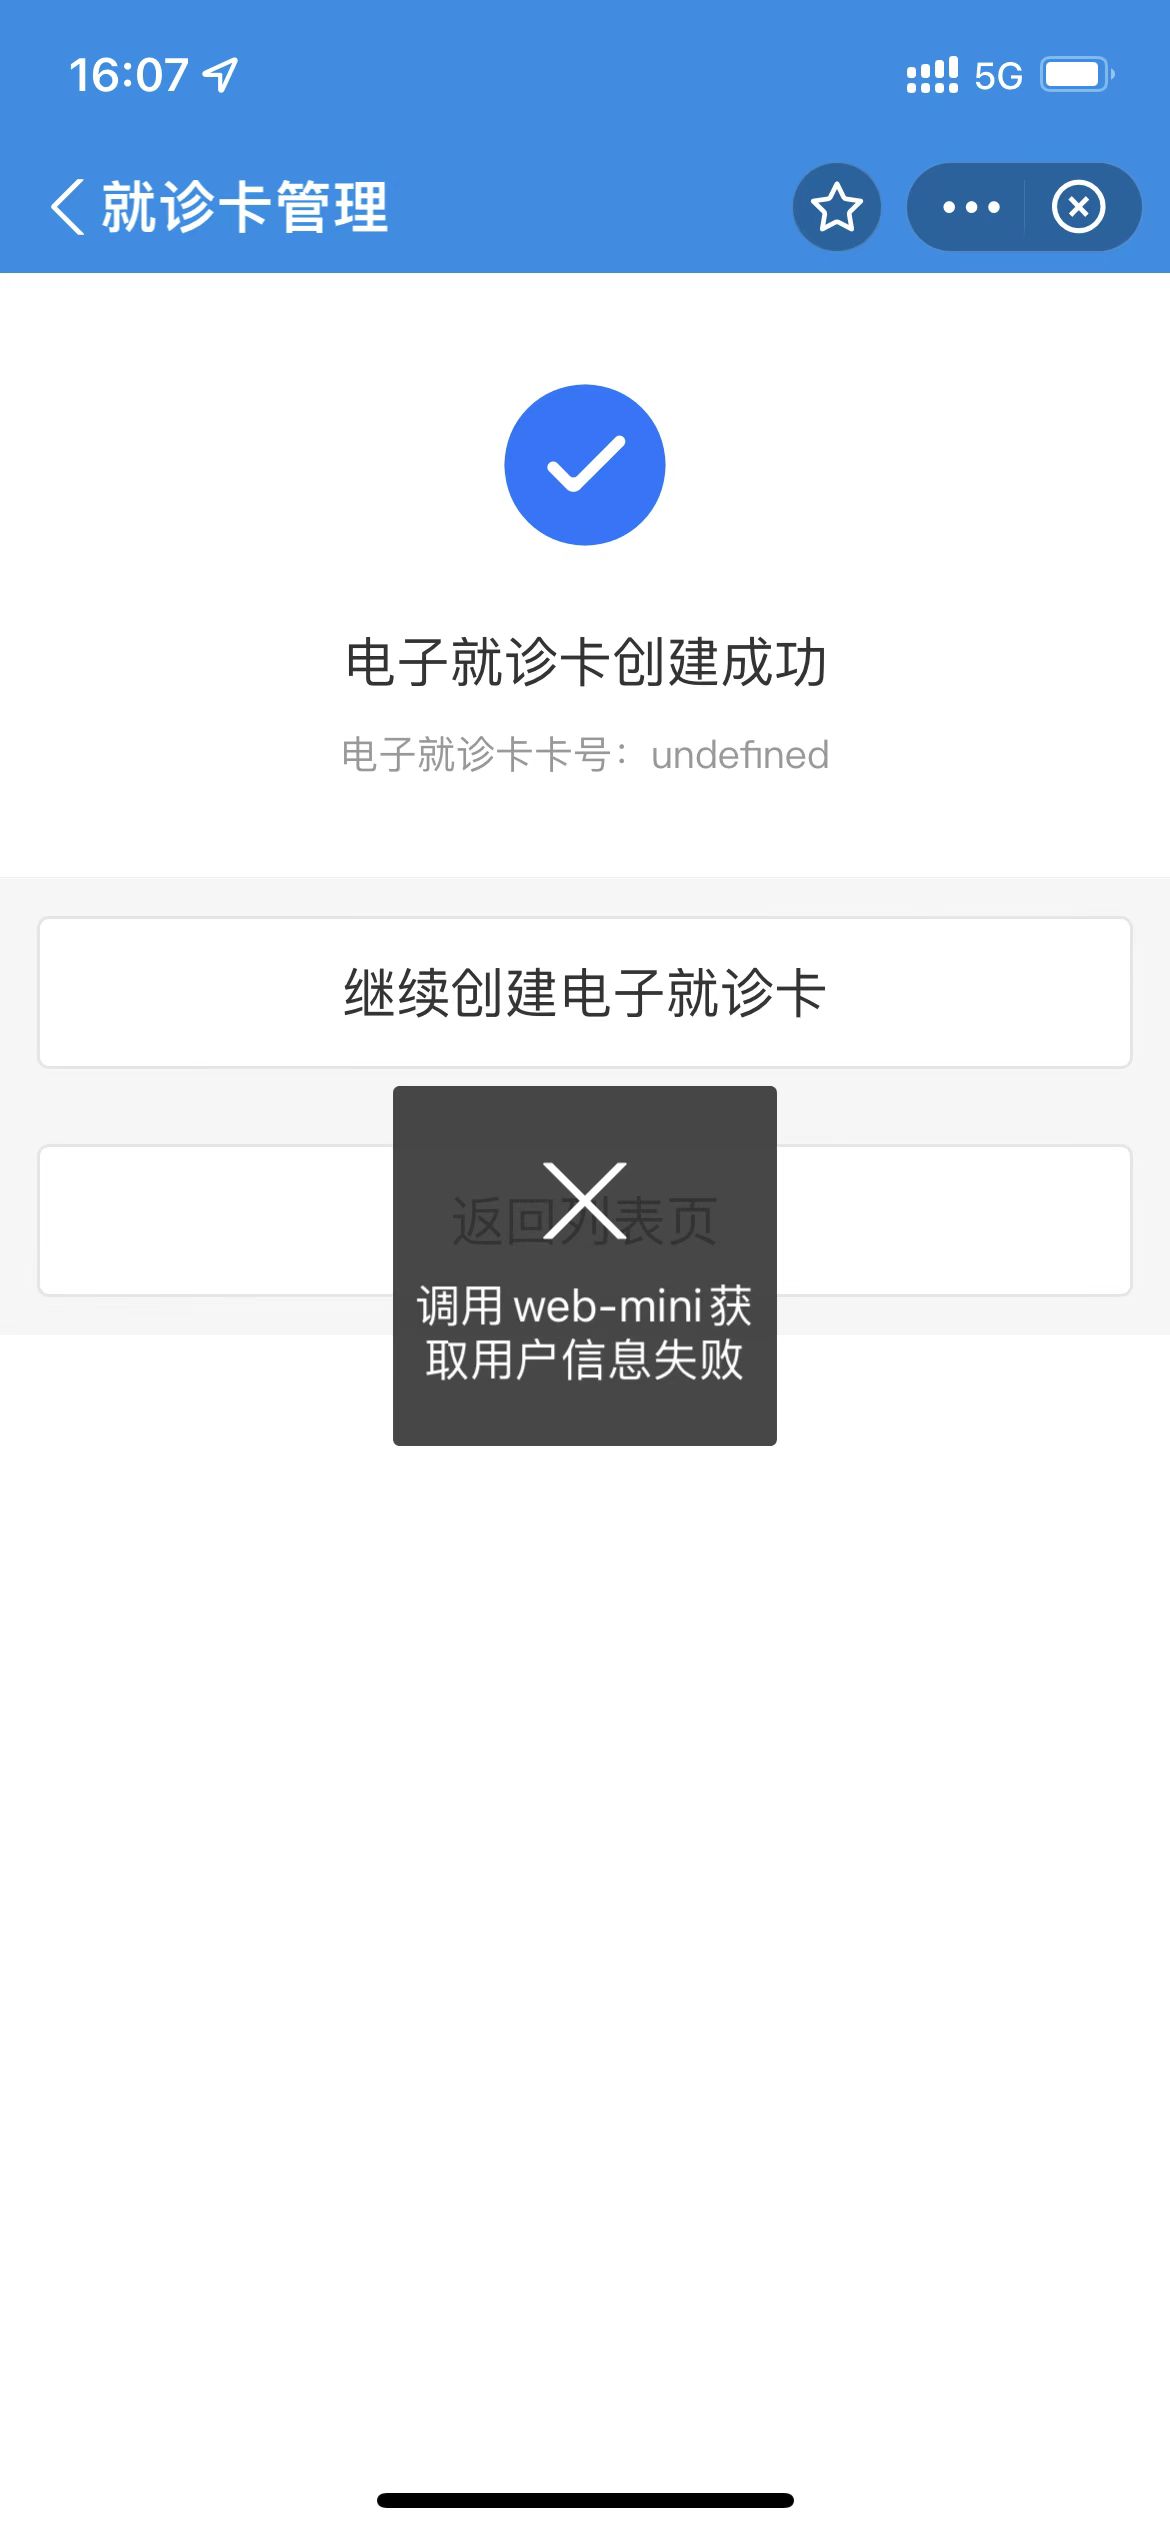 16:07
5G
就诊卡管理
电子就诊卡创建成功
电子就诊卡卡号：undefined
继续创建电子就诊卡
返回列表页
调用 web-mini 获
取用户信息失败